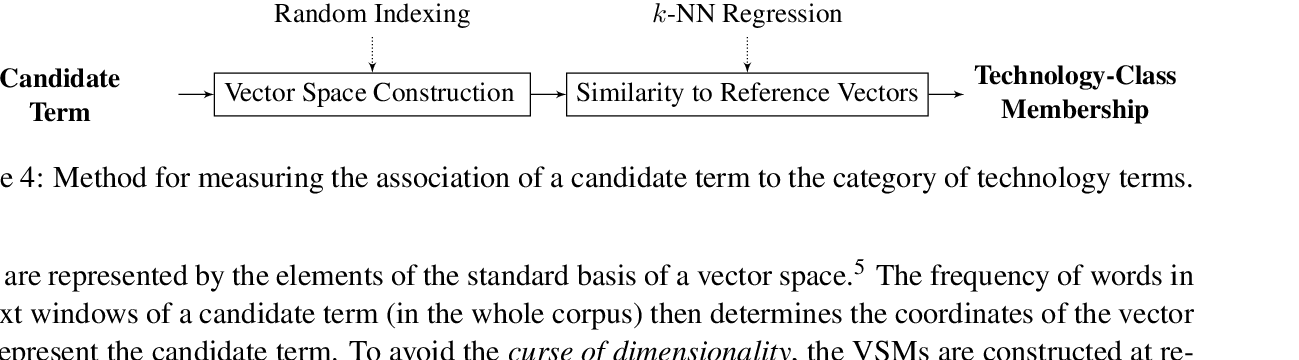 Random Indexing k-NN Regression
Candidate Term
Vector Space Construction
Similarity to Reference Vectors
Technology-Class Membership
e 4: Method for measuring the association of a candidate term to the category of technology terms.
are represented by the elements of the standard basis of a vector space.5 The frequency of words in
xt windows of a candidate term (in the whole corpus) then determines the coordinates of the vector
epresent the candidate term. To avoid the curse of dimensionality, the VSMs are constructed at re-